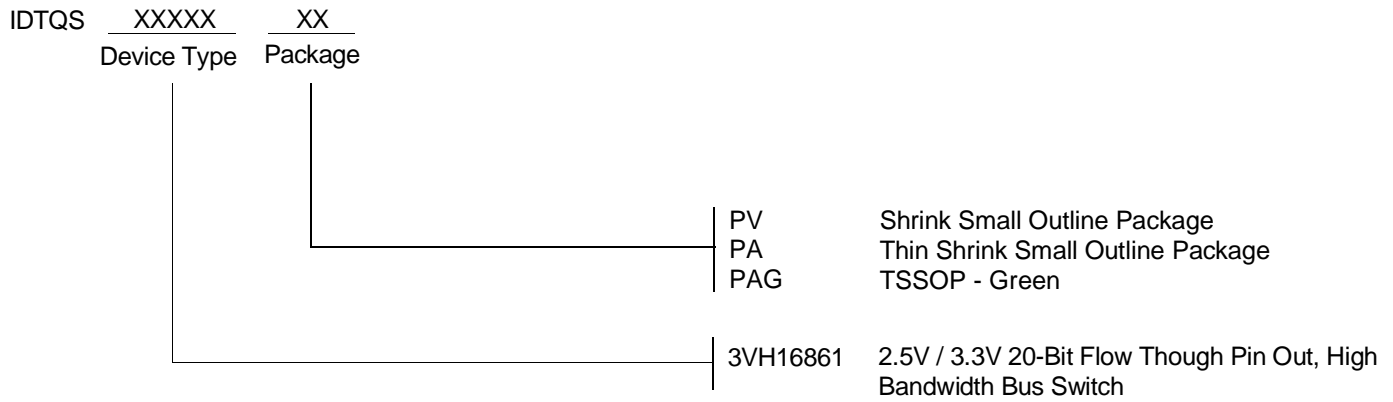 IDTQS XXXXX XX
Device Type Package
PV Shrink Small Outline Package
PA Thin Shrink Small Outline Package
PAG TSSOP - Green
3VH16861 2.5V / 3.3V 20-Bit Flow Though Pin Out, High
Bandwidth Bus Switch